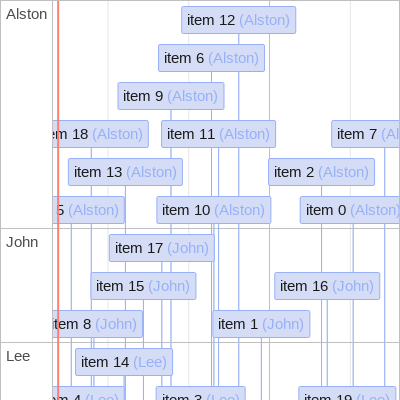 Alston
item 12 (Alston)
item 6 (Alston)
item 9 (Alston)
em 18 (Alston)
item 11 (Alston)
item 7 (Al
item 13 (Alston)
item 2 (Alston)
5 (Alston)
item 10 (Alston)
item 0 (Alston)
John
item 17 (John)
item 15 (John)
item 16 (John)
item 8 (John)
item 1 (John)
Lee
item 14 (Lee)
em 4 (Lee)
item 3 (Lee)
item 19 (Lee)